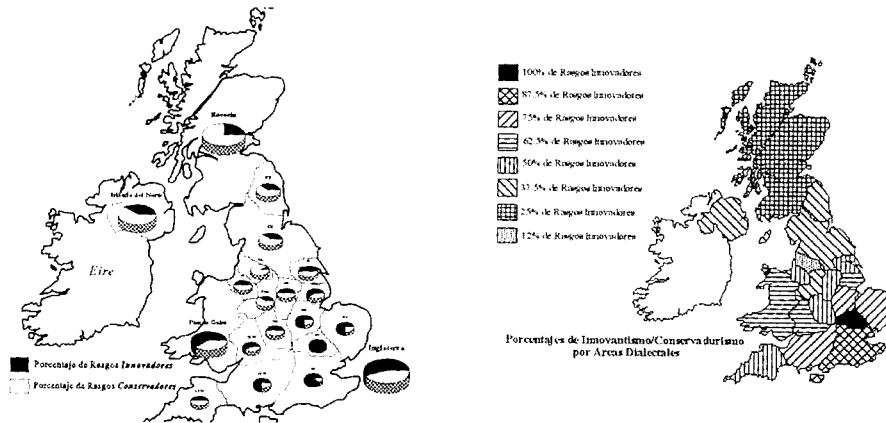 Escocia
Irlanda del Norte
Eire
País de Gales
Inglaterra
Porcentaje de Rasgos Innovadores
Porcentaje de Rasgos Conservadores
100% de Rasgos Innovadores
87.5% de Rasgos Innovadores
75% de Rasgos Innovadores
62.5% de Rasgos Innovadores
50% de Rasgos Innovadores
37.5% de Rasgos Innovadores
25% de Rasgos Innovadores
12% de Rasgos Innovadores
Porcentajes de Innovantismo/Conservadurismo
por Areas Dialectales